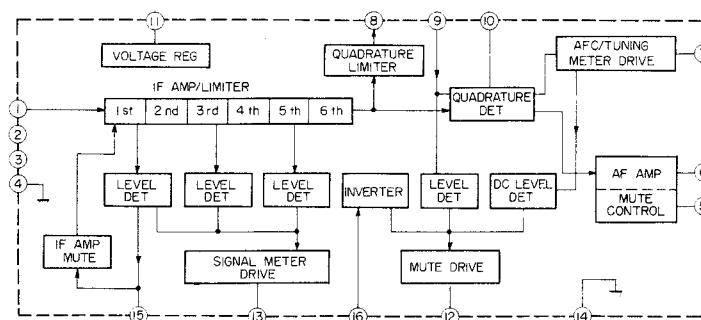 11
8
9
10
VOLTAGE REG
QUADRATURE
LIMITER
AFC/TUNING
METER DRIVE
IF AMP/LIMITER
1
1st 2nd 3rd 4th 5th 6th
QUADRATURE
DET
2
3
4
LEVEL
DET
LEVEL
DET
LEVEL
DET
INVERTER
LEVEL
DET
DC LEVEL
DET
AF AMP
MUTE
CONTROL
6
5
IF AMP
MUTE
SIGNAL METER
DRIVE
MUTE DRIVE
15
13
16
12
14